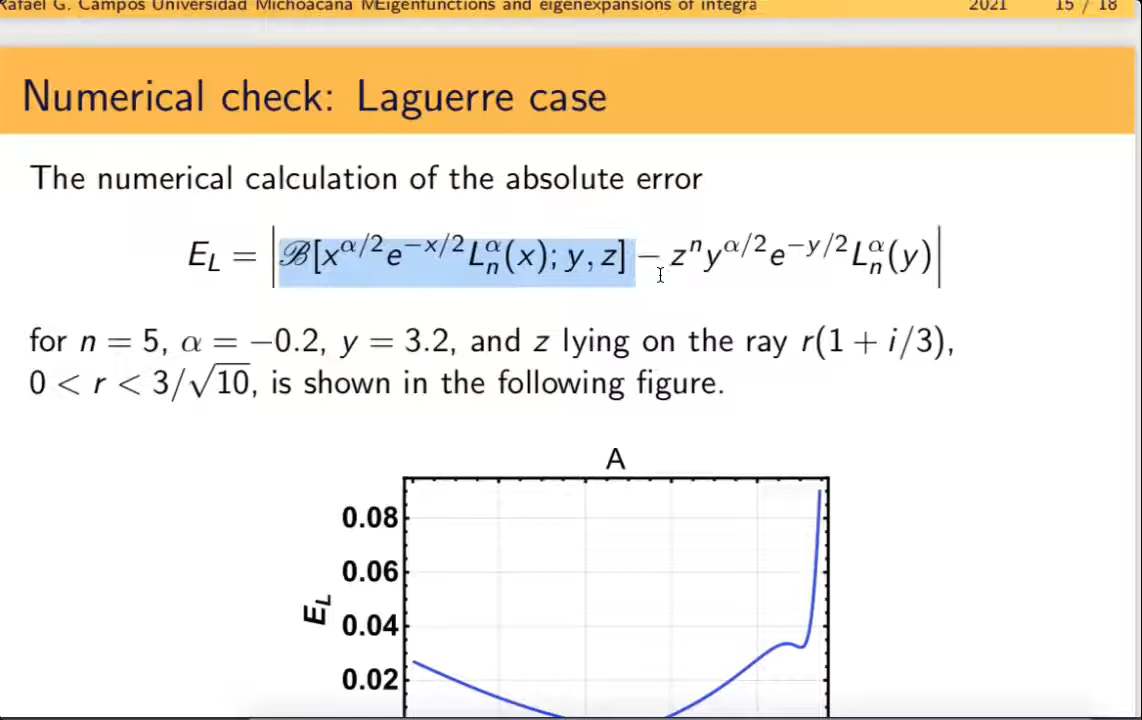 Rafael G. Campos Universidad Michoacana MEigenfunctions and eigenexpansions of integra 2021 15 / 18
Numerical check: Laguerre case
The numerical calculation of the absolute error
E_L = |ℬ[x^{α/2}e^{−x/2}L_n^α(x); y, z] − z^n y^{α/2}e^{−y/2}L_n^α(y)|
for n = 5, α = −0.2, y = 3.2, and z lying on the ray r(1 + i/3),
0 < r < 3/√10, is shown in the following figure.
A
0.08
0.06
E_L
0.04
0.02